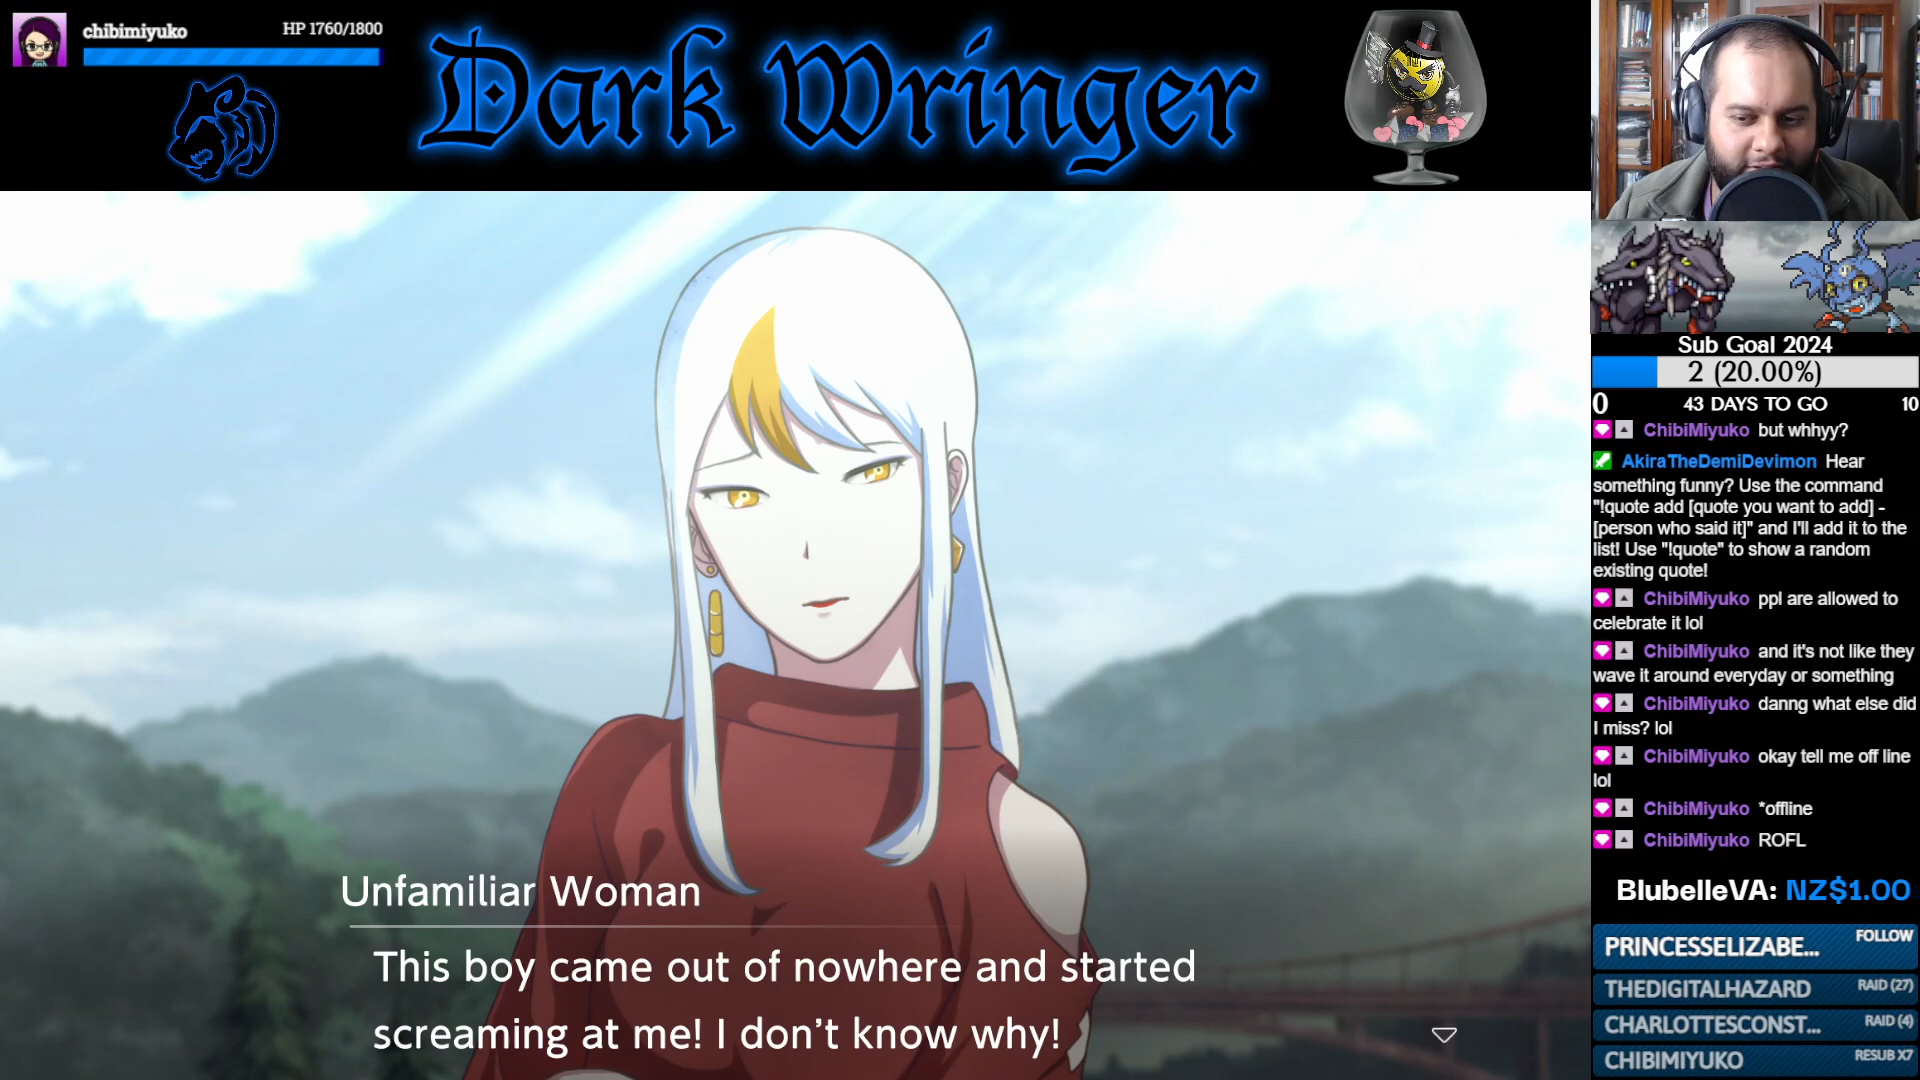 chibimiyuko
HP 1760/1800
Dark Wringer
Sub Goal 2024
2 (20.00%)
0
43 DAYS TO GO
10
ChibiMiyuko but whhyy?
AkiraTheDemiDevimon Hear
something funny? Use the command
"!quote add [quote you want to add] -
[person who said it]" and I'll add it to the
list! Use "!quote" to show a random
existing quote!
ChibiMiyuko ppl are allowed to
celebrate it lol
ChibiMiyuko and it's not like they
wave it around everyday or something
ChibiMiyuko danng what else did
I miss? lol
ChibiMiyuko okay tell me off line
lol
ChibiMiyuko *offline
ChibiMiyuko ROFL
BlubelleVA: NZ$1.00
PRINCESSELIZABE... FOLLOW
THEDIGITALHAZARD RAID (27)
CHARLOTTESCONST... RAID (4)
CHIBIMIYUKO RESUB X7
Unfamiliar Woman
This boy came out of nowhere and started
screaming at me! I don't know why!